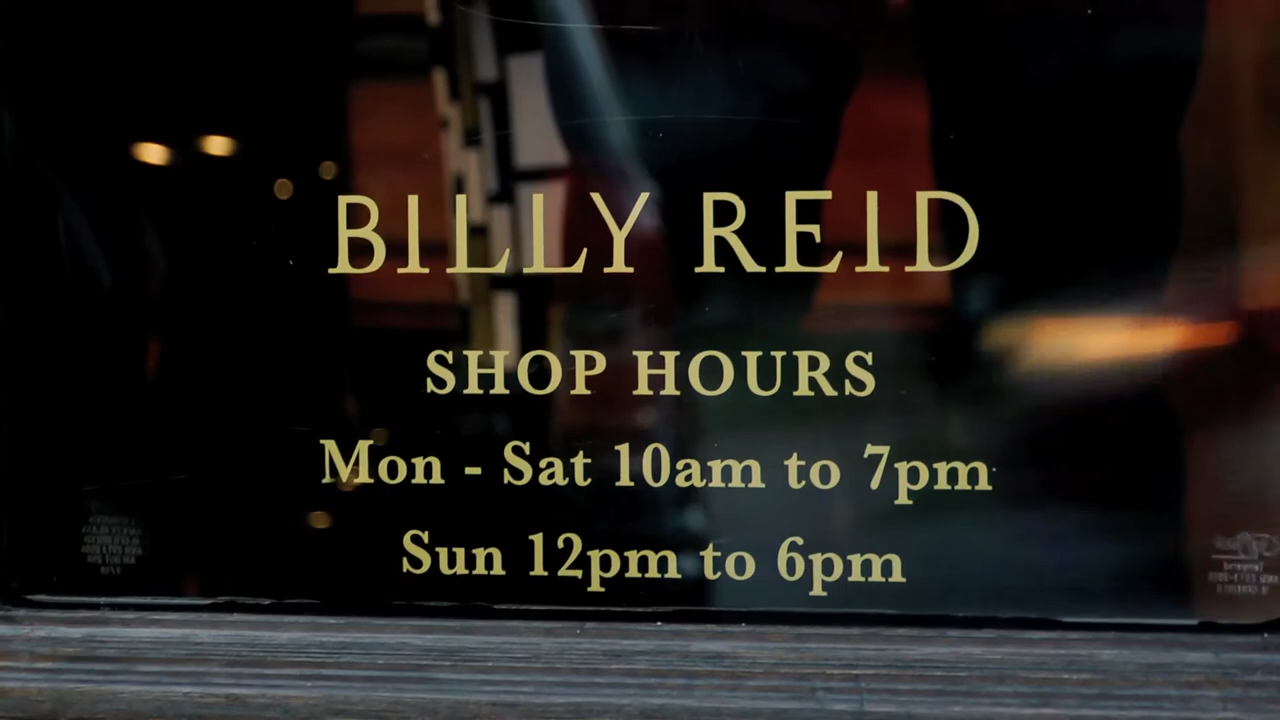 BILLY REID
SHOP HOURS
Mon - Sat 10am to 7pm
Sun 12pm to 6pm